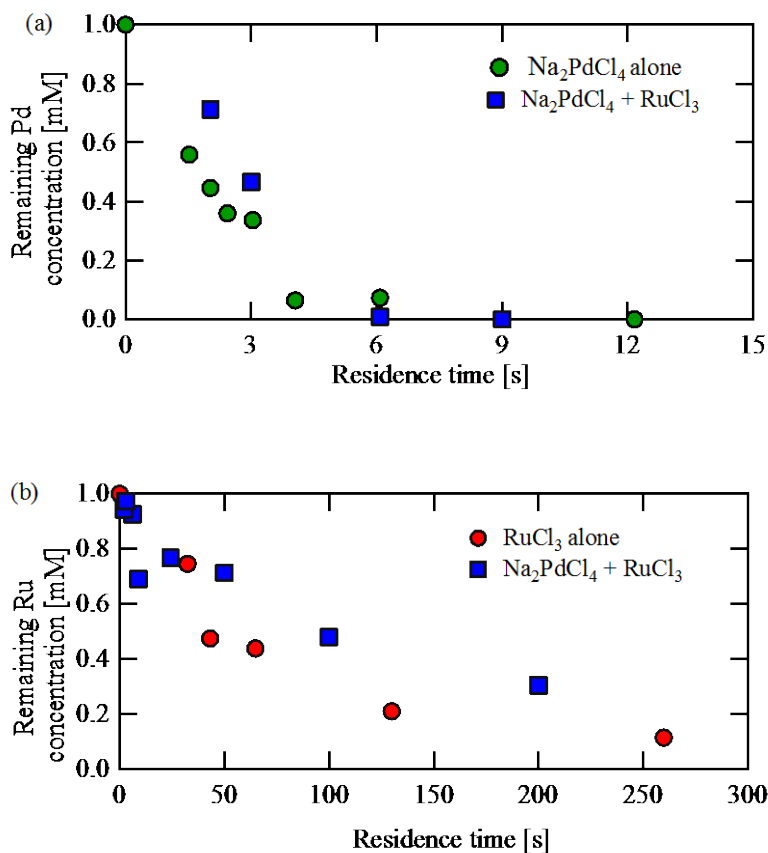 (a)
1.0
0.8
0.6
0.4
0.2
0.0
Remaining Pd
concentration [mM]
Na₂PdCl₄ alone
Na₂PdCl₄ + RuCl₃
0 3 6 9 12 15
Residence time [s]
(b)
1.0
0.8
0.6
0.4
0.2
0.0
Remaining Ru
concentration [mM]
RuCl₃ alone
Na₂PdCl₄ + RuCl₃
0 50 100 150 200 250 300
Residence time [s]